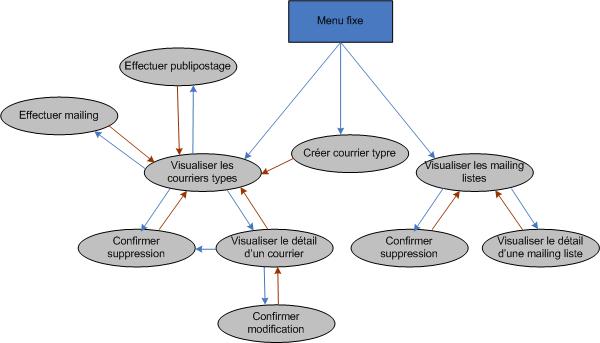 Menu fixe
Effectuer publipostage
Effectuer mailing
Créer courrier typre
Visualiser les
courriers types
Visualiser les mailing
listes
Confirmer
suppression
Visualiser le détail
d'un courrier
Confirmer
suppression
Visualiser le détail
d'une mailing liste
Confirmer
modification